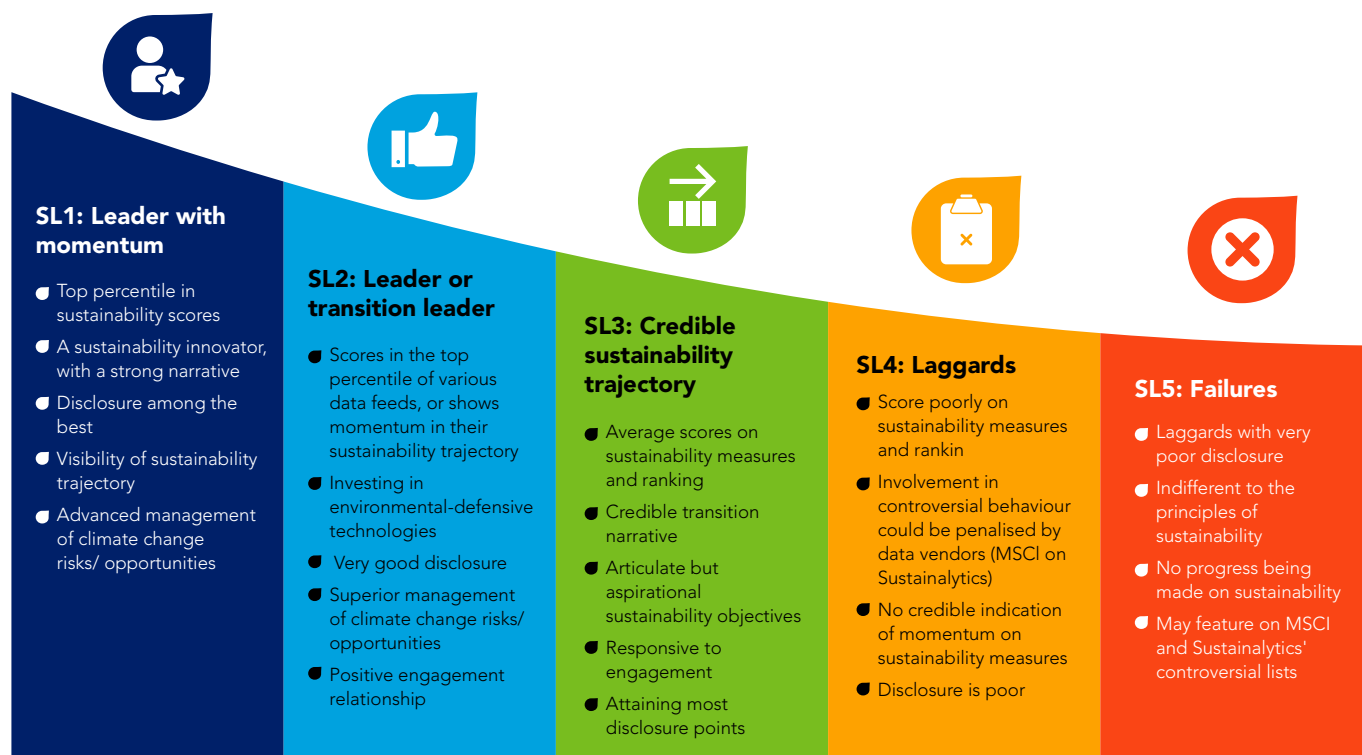 SL1: Leader with
momentum
Top percentile in
sustainability scores
A sustainability innovator,
with a strong narrative
Disclosure among the
best
Visibility of sustainability
trajectory
Advanced management
of climate change
risks/ opportunities
SL2: Leader or
transition leader
Scores in the top
percentile of various
data feeds, or shows
momentum in their
sustainability trajectory
Investing in
environmental-defensive
technologies
Very good disclosure
Superior management
of climate change risks/
opportunities
Positive engagement
relationship
SL3: Credible
sustainability
trajectory
Average scores on
sustainability measures
and ranking
Credible transition
narrative
Articulate but
aspirational
sustainability objectives
Responsive to
engagement
Attaining most
disclosure points
SL4: Laggards
Score poorly on
sustainability measures
and rankin
Involvement in
controversial behaviour
could be penalised by
data vendors (MSCI on
Sustainalytics)
No credible indication
of momentum on
sustainability measures
Disclosure is poor
SL5: Failures
Laggards with very
poor disclosure
Indifferent to the
principles of
sustainability
No progress being
made on sustainability
May feature on MSCI
and Sustainalytics'
controversial lists